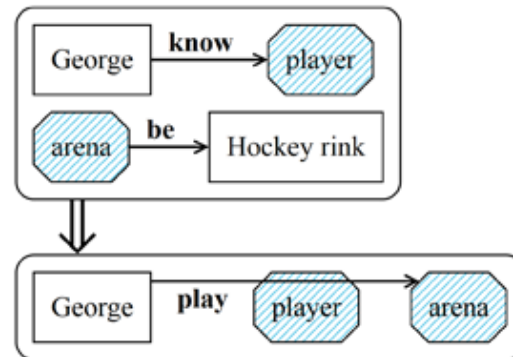 know
George player
be
arena Hockey rink
George play player arena